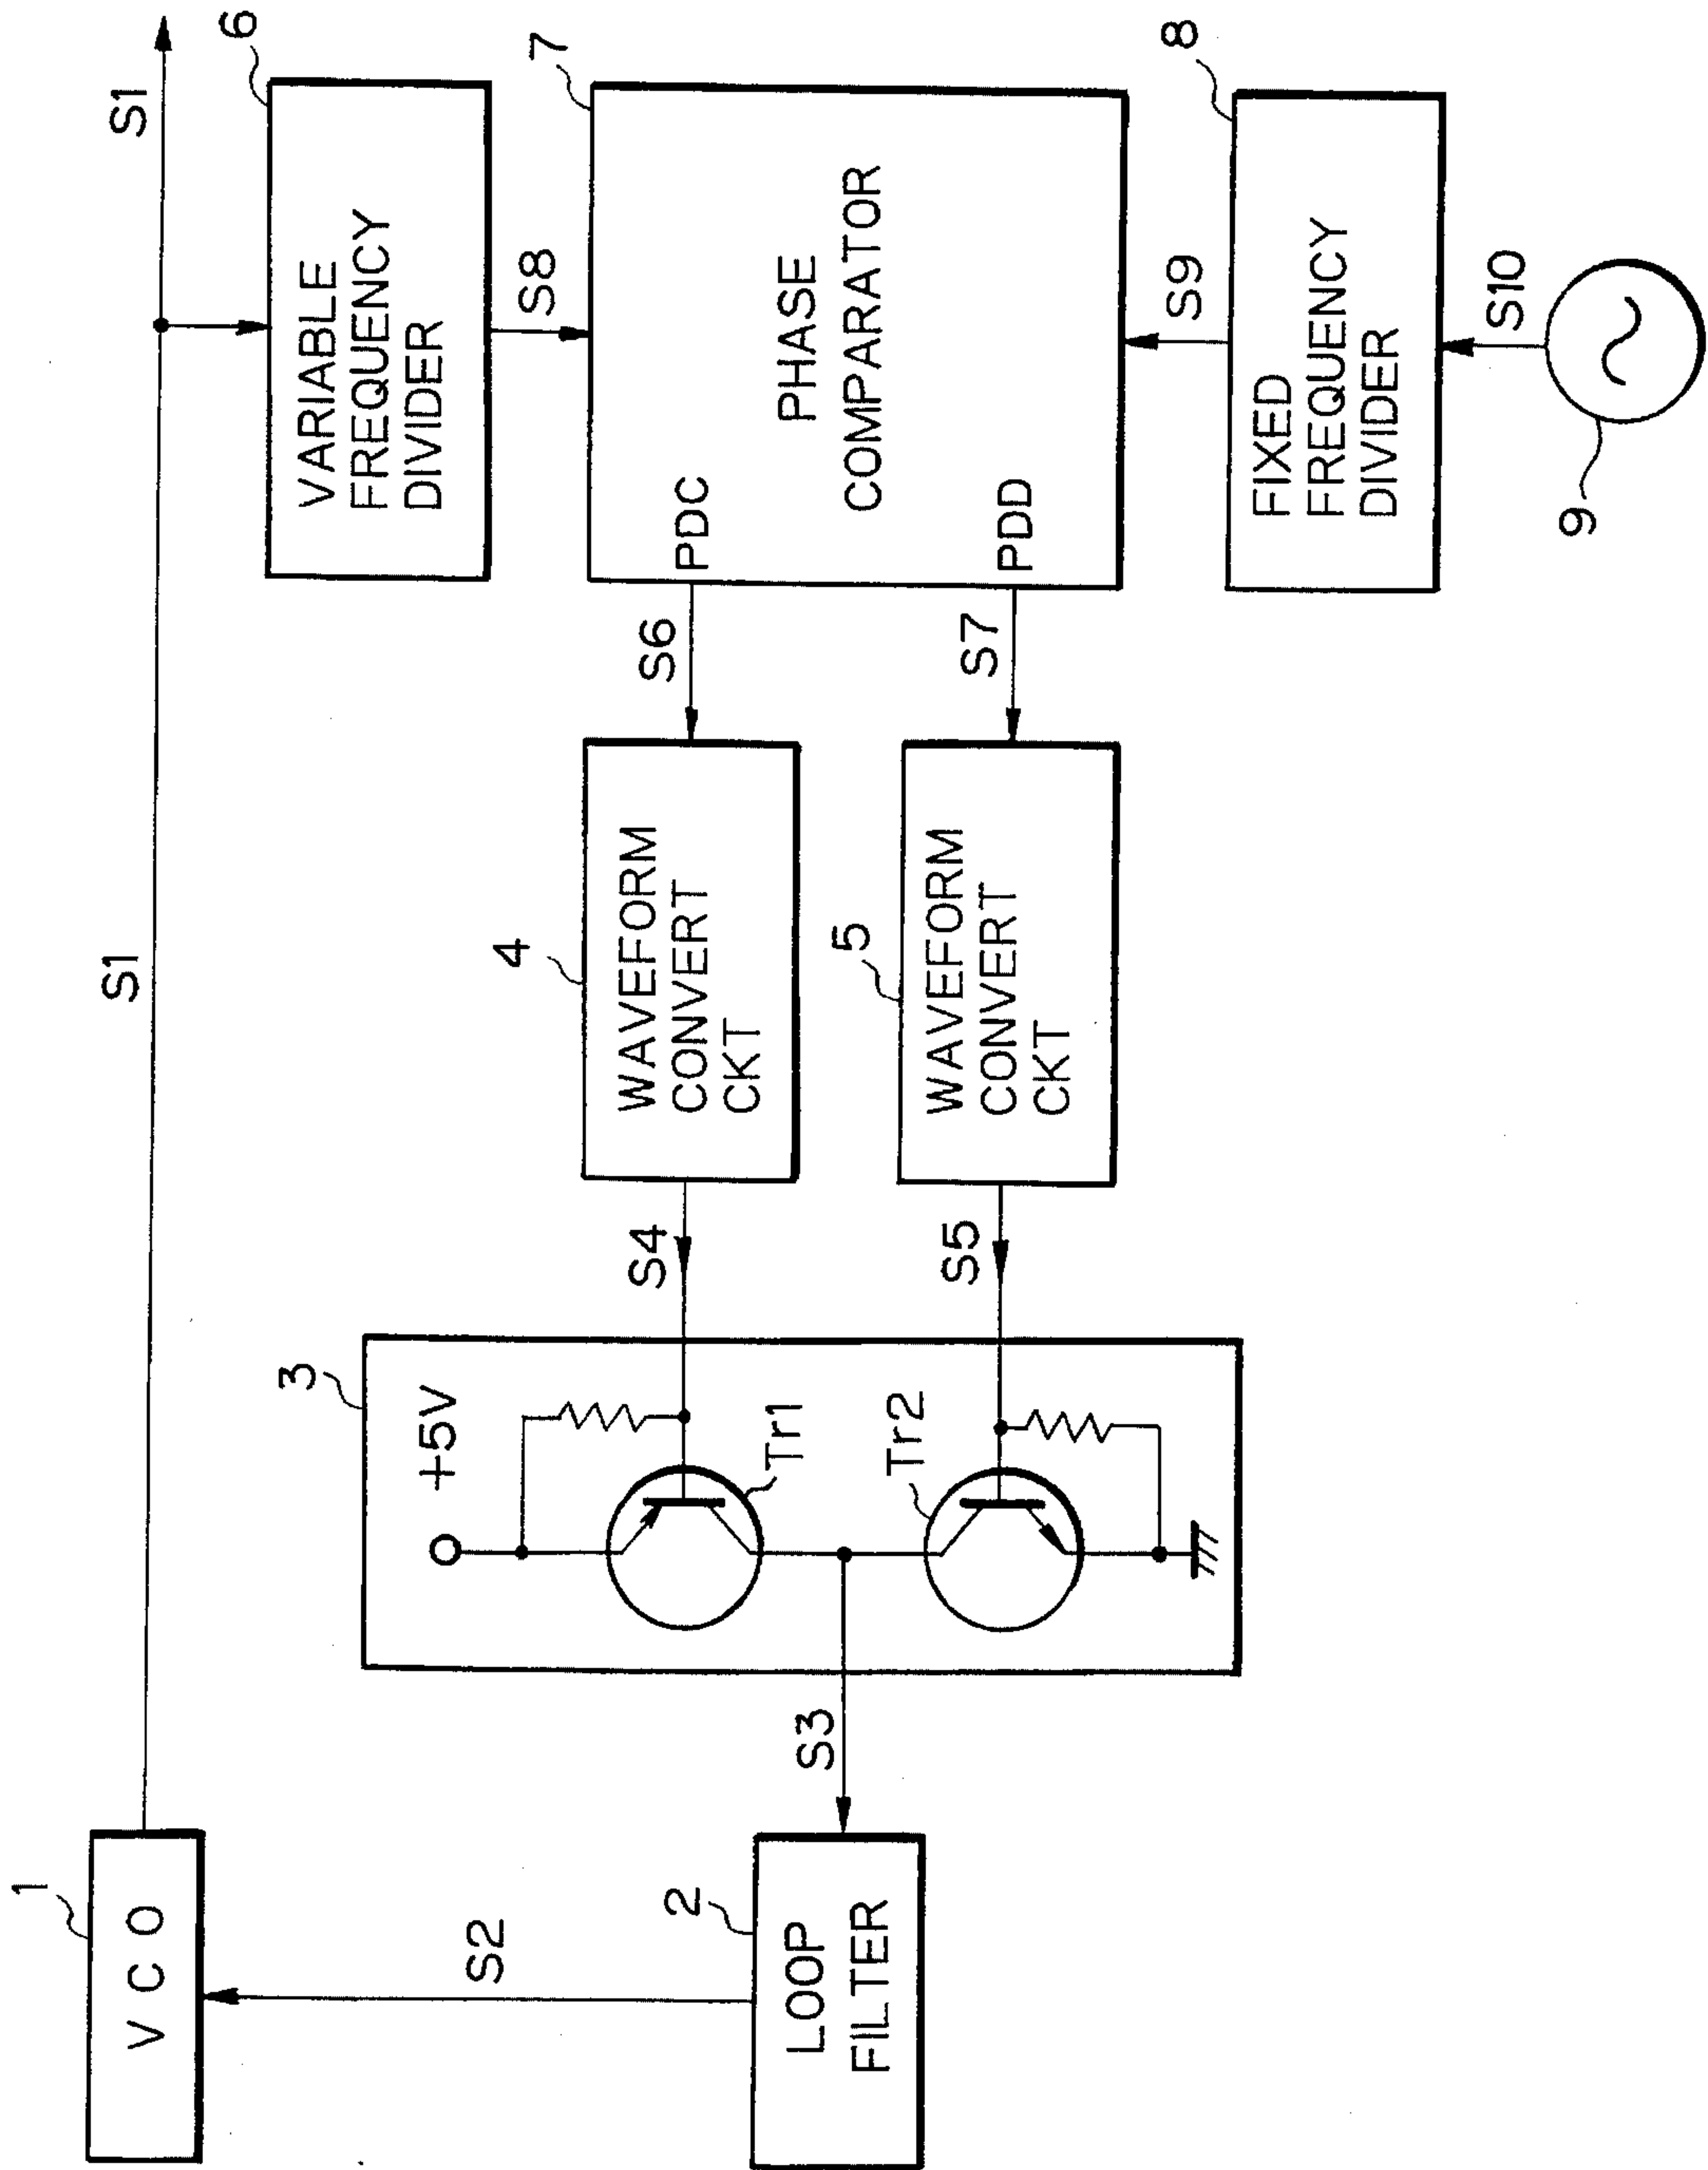 1
V C O
S1
S1
6
VARIABLE
FREQUENCY
DIVIDER
S2
S8
3
+5V
Tr1
Tr2
S4
4
WAVEFORM
CONVERT
CKT
S6
7
PDC
PHASE
COMPARATOR
PDD
2
LOOP
FILTER
S3
S5
5
WAVEFORM
CONVERT
CKT
S7
S9
8
FIXED
FREQUENCY
DIVIDER
S10
9